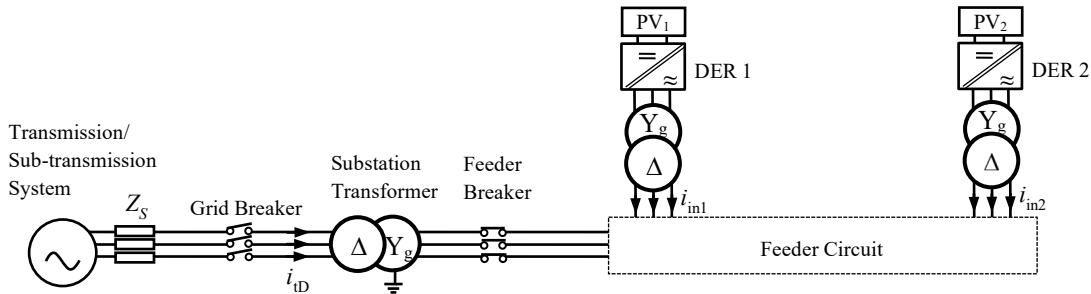 PV1
PV2
DER 1
DER 2
Yg
Yg
Δ
Δ
Transmission/
Sub-transmission
System
Substation
Transformer
Feeder
Breaker
ZS
Grid Breaker
iin1
iin2
Δ
Yg
Feeder Circuit
itD